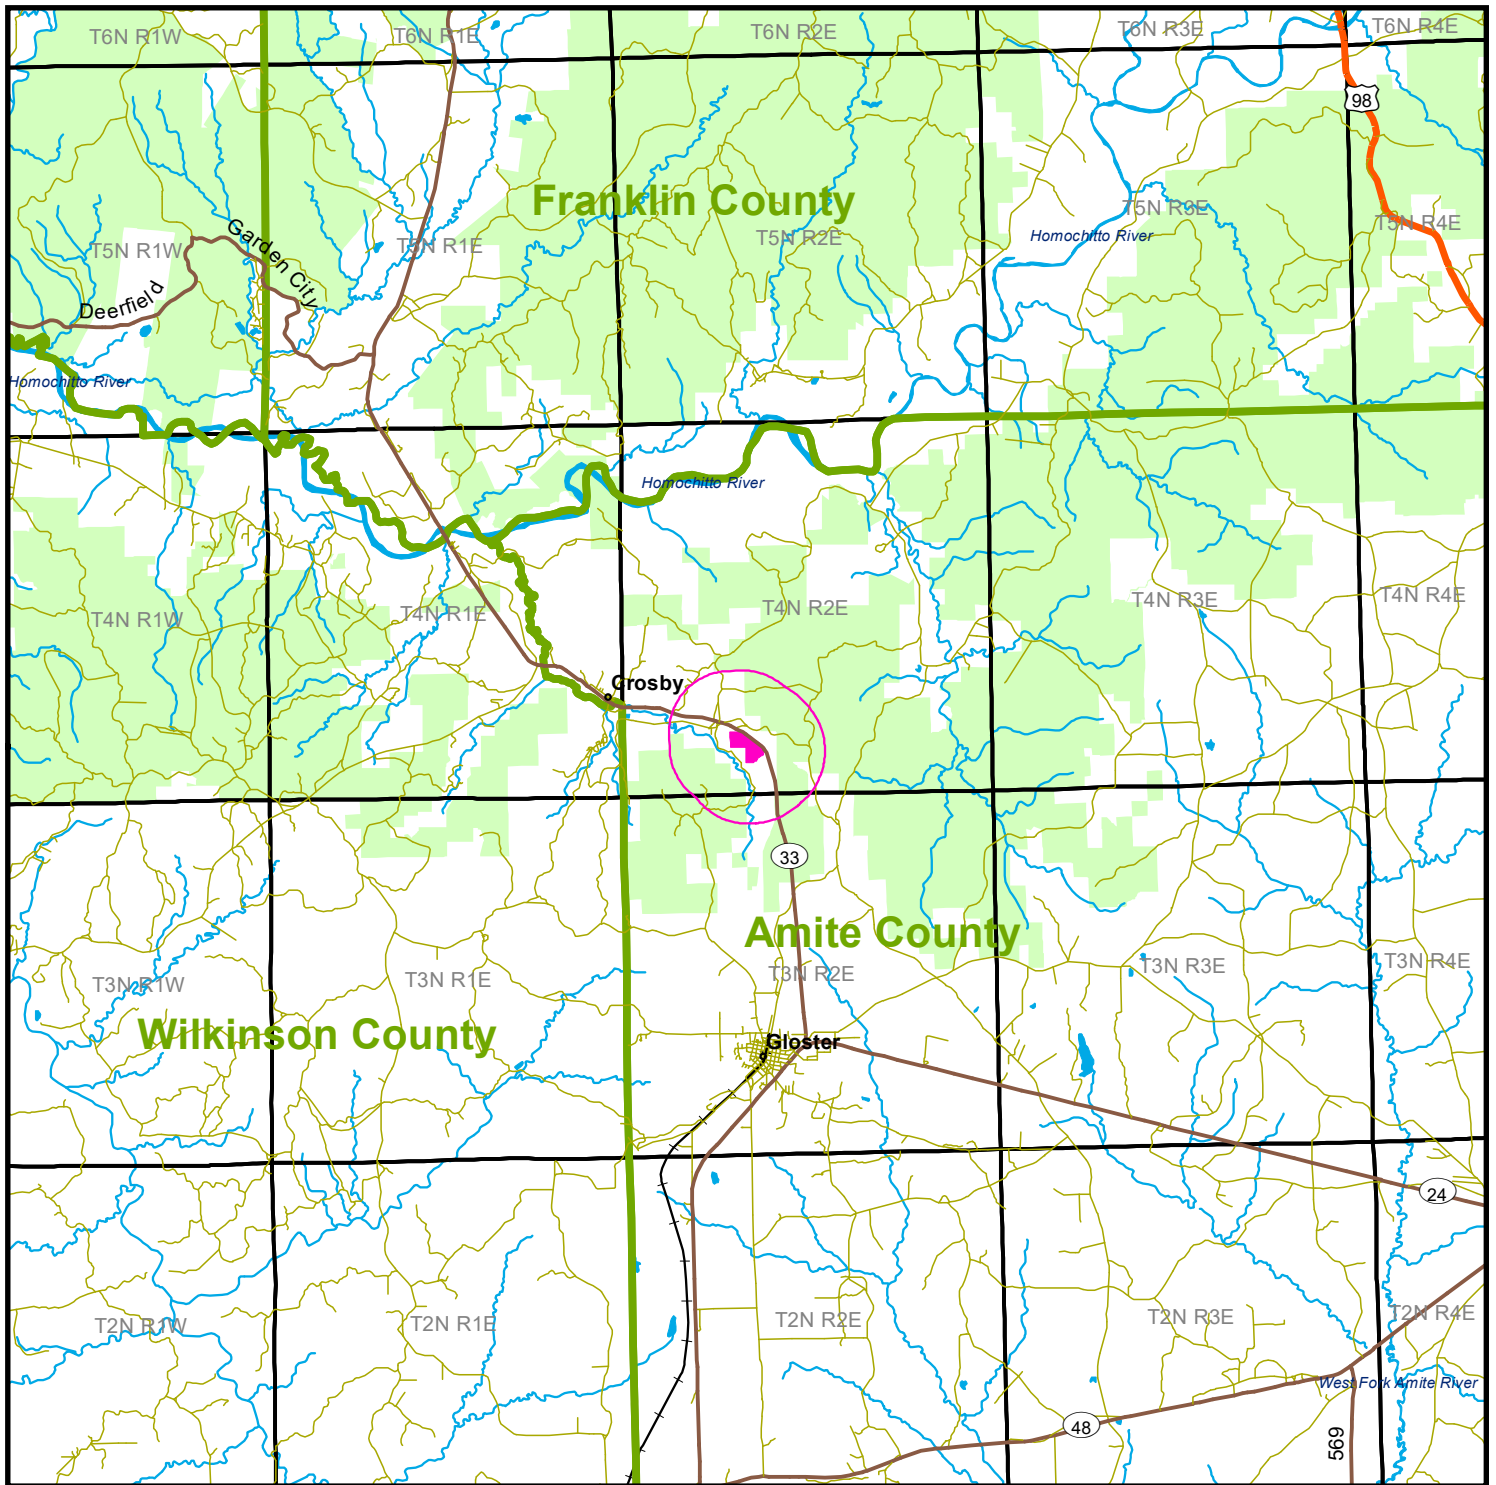 T6N R1W
T6N R1E
T6N R2E
T6N R3E
T6N R4E
98
Franklin County
T5N R1W
Garden City
T5N R1E
T5N R2E
T5N R3E
Homochitto River
T5N R4E
Deerfield
Homochitto River
Homochitto River
T4N R1W
T4N R1E
T4N R2E
T4N R3E
T4N R4E
Crosby
33
Amite County
T3N R1W
T3N R1E
T3N R2E
T3N R3E
T3N R4E
Wilkinson County
Gloster
24
T2N R1W
T2N R1E
T2N R2E
T2N R3E
T2N R4E
West Fork Amite River
48
569